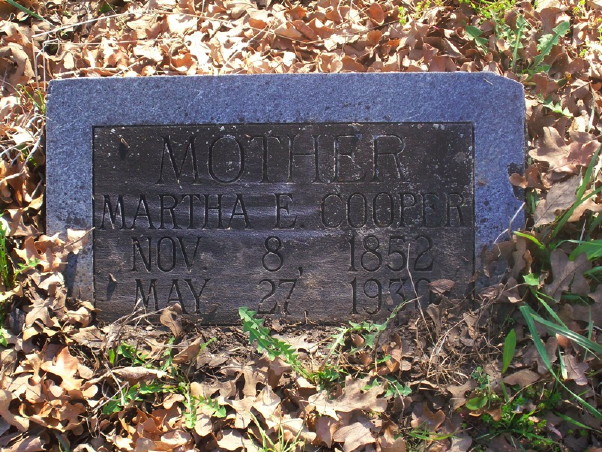 MOTHER
MARTHA E. COOPER
NOV. 8, 1852
MAY 27,